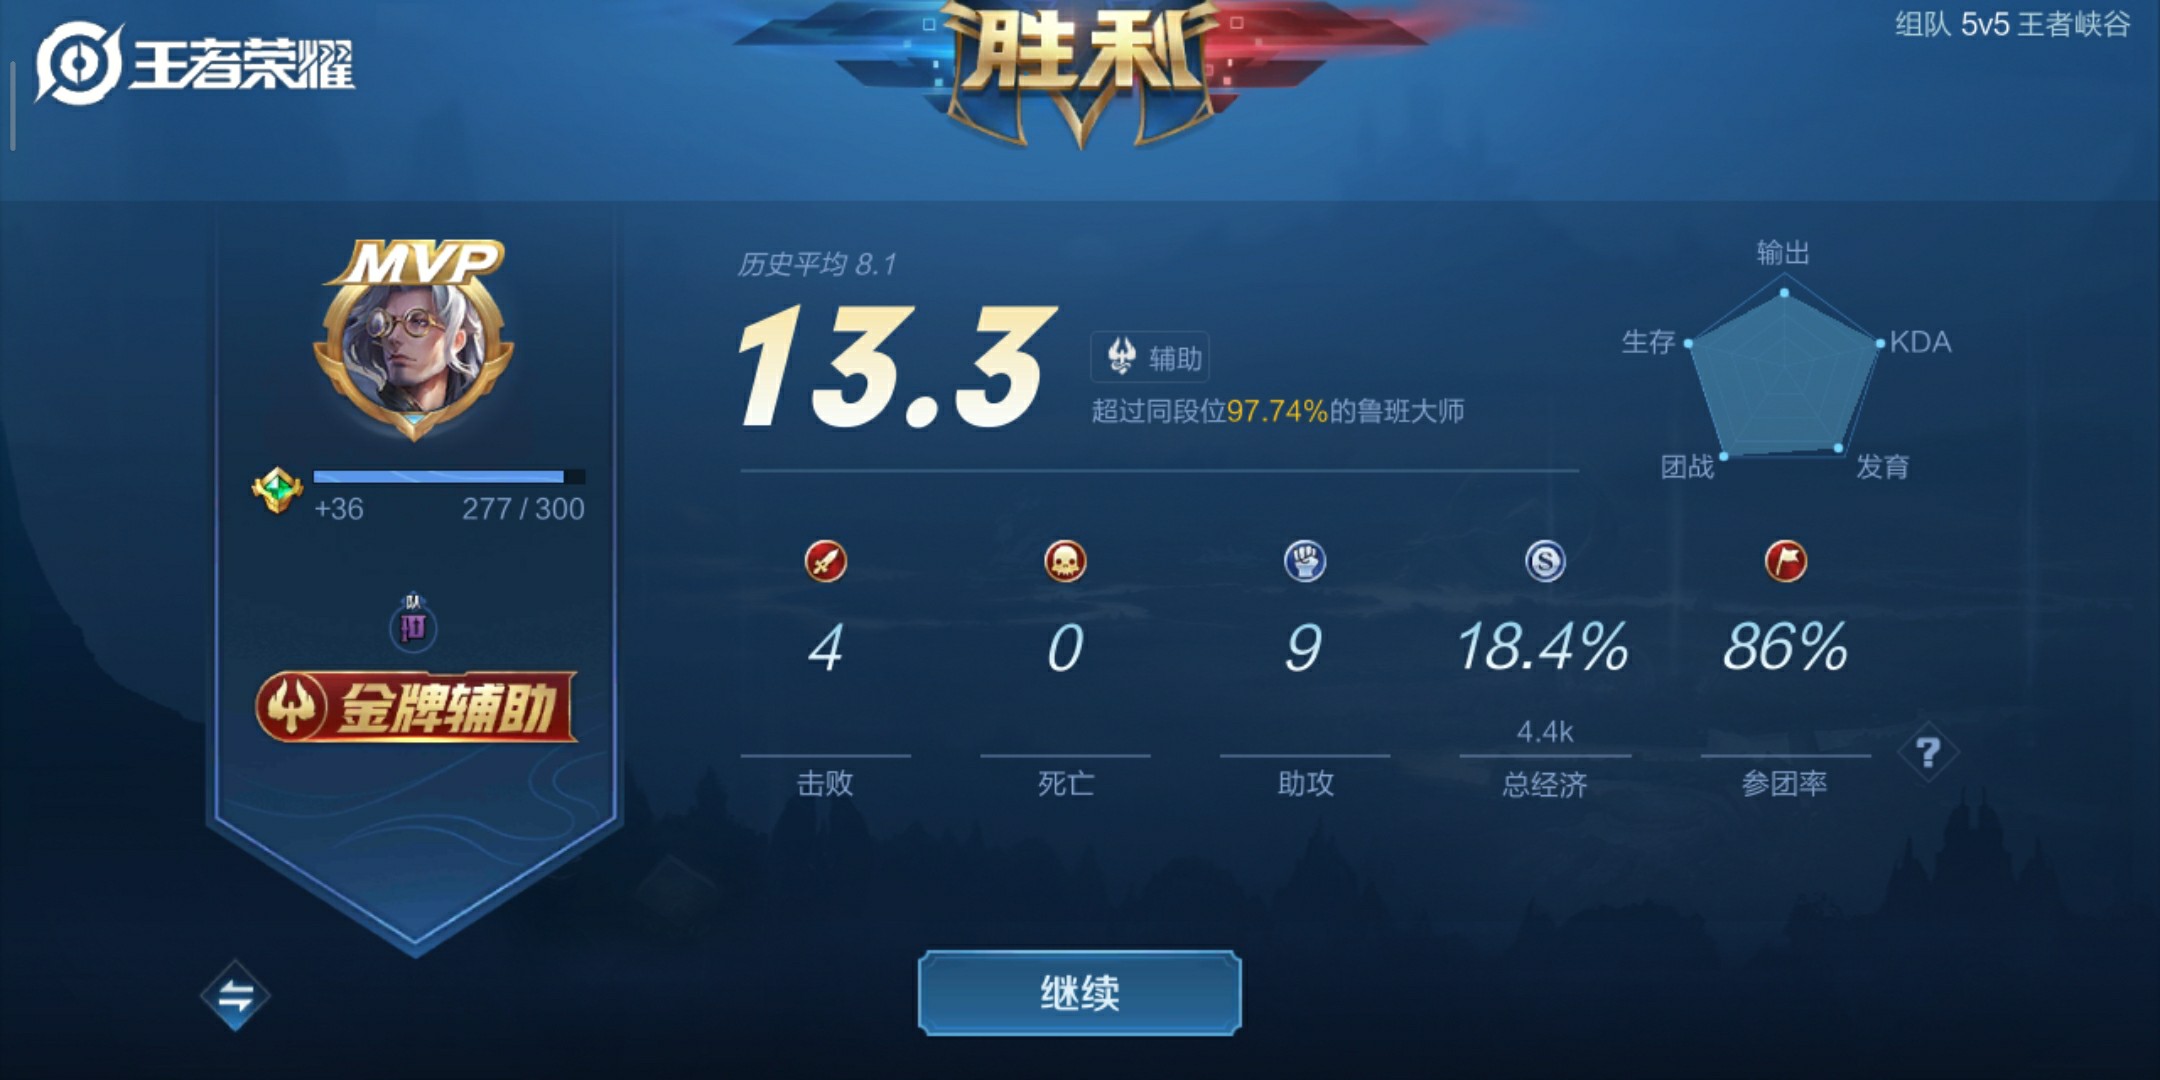 王者荣耀
胜利
组队 5v5 王者峡谷
MVP
+36
277 / 300
队
金牌辅助
历史平均 8.1
13.3
辅助
超过同段位97.74%的鲁班大师
输出
生存
KDA
团战
发育
4
0
9
18.4%
86%
4.4k
击败
死亡
助攻
总经济
参团率
?
继续